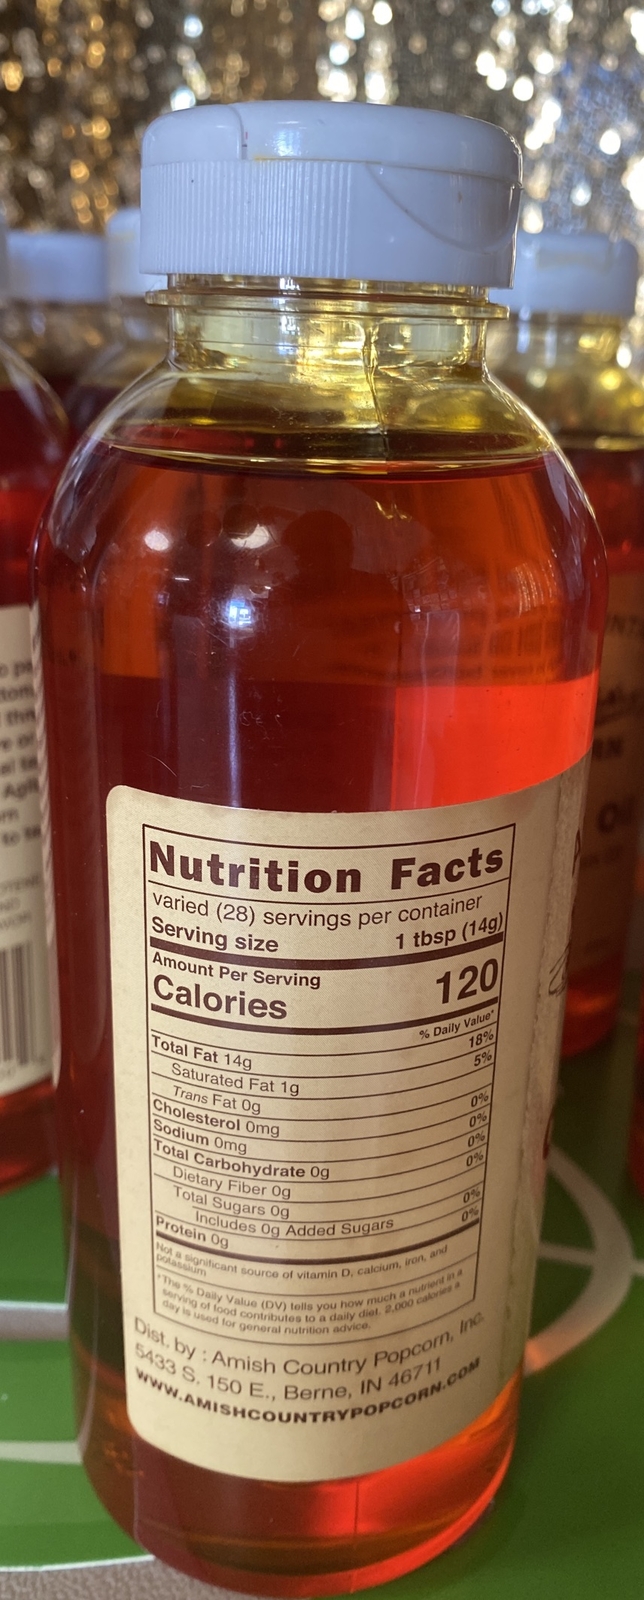 Nutrition Facts
varied (28) servings per container
Serving size 1 tbsp (14g)
Amount Per Serving
Calories 120
% Daily Value*
Total Fat 14g 18%
Saturated Fat 1g 5%
Trans Fat 0g
Cholesterol 0mg 0%
Sodium 0mg 0%
Total Carbohydrate 0g 0%
Dietary Fiber 0g 0%
Total Sugars 0g
Includes 0g Added Sugars 0%
Protein 0g 0%
Not a significant source of vitamin D, calcium, iron, and
potassium
*The % Daily Value (DV) tells you how much a nutrient in a
serving of food contributes to a daily diet. 2,000 calories a
day is used for general nutrition advice.
Dist. by : Amish Country Popcorn, Inc.
5433 S. 150 E., Berne, IN 46711
WWW.AMISHCOUNTRYPOPCORN.COM